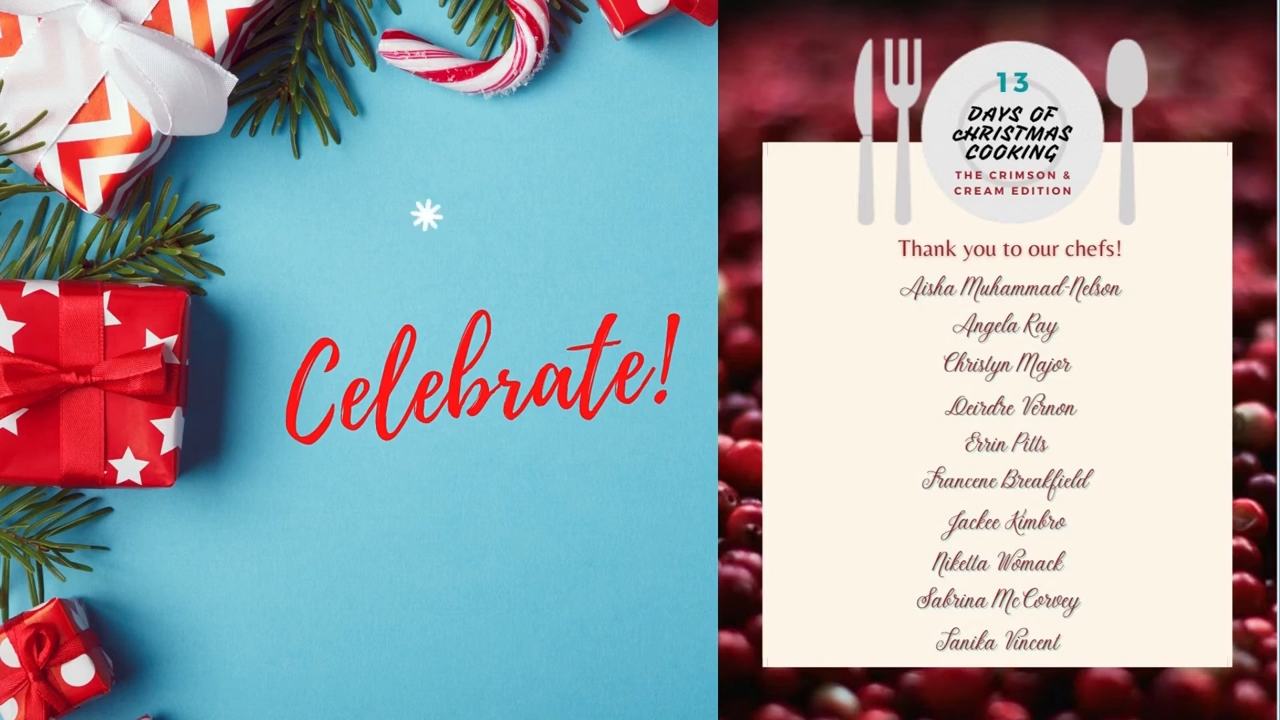 Celebrate!
13
DAYS OF
CHRISTMAS
COOKING
THE CRIMSON &
CREAM EDITION
Thank you to our chefs!
Aisha Muhammad-Nelson
Angela Ray
Chrislyn Major
Deirdre Vernon
Errin Pitts
Francene Breakfield
Jackee Kimbro
Niketta Womack
Sabrina McCorvey
Tanika Vincent